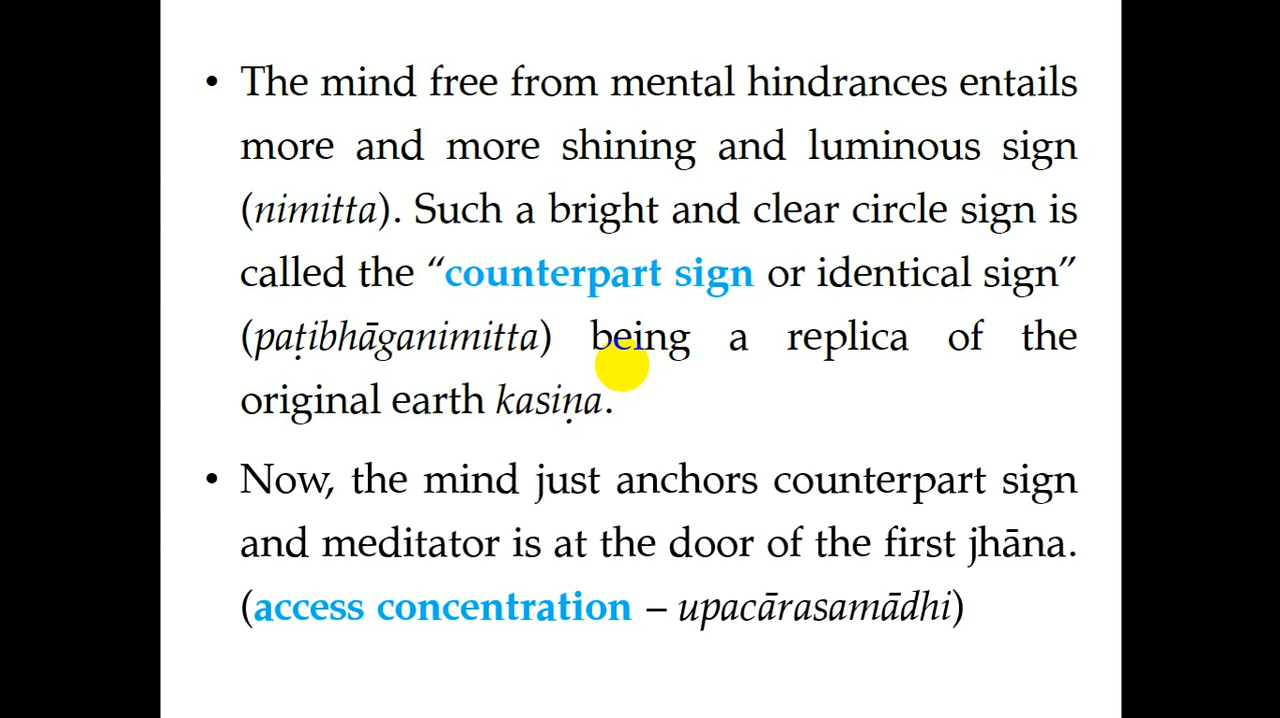 • The mind free from mental hindrances entails
more and more shining and luminous sign
(nimitta). Such a bright and clear circle sign is
called the “counterpart sign or identical sign”
(paṭibhāganimitta) being a replica of the
original earth kasiṇa.
• Now, the mind just anchors counterpart sign
and meditator is at the door of the first jhāna.
(access concentration – upacārasamādhi)